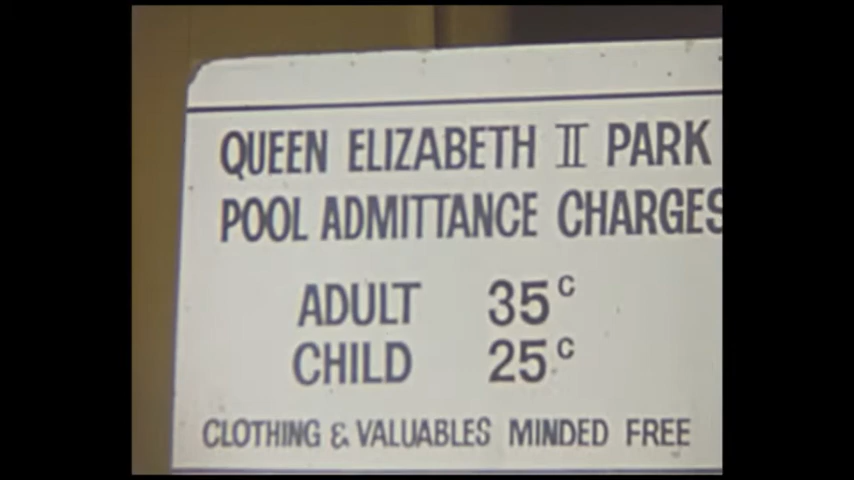 QUEEN ELIZABETH II PARK
POOL ADMITTANCE CHARGES
ADULT 35c
CHILD 25c
CLOTHING & VALUABLES MINDED FREE